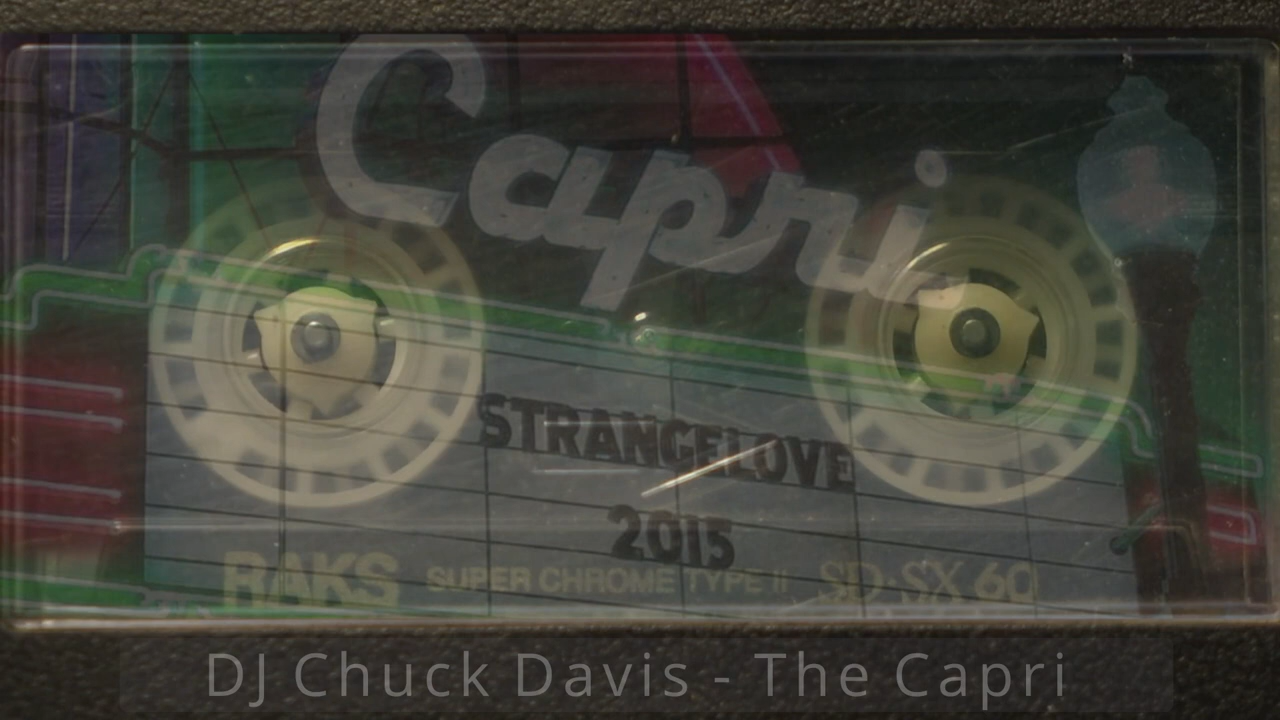 Capri
STRANGELOVE
2015
RAKS SUPER CHROME TYPE II SD·SX 60
DJ Chuck Davis - The Capri